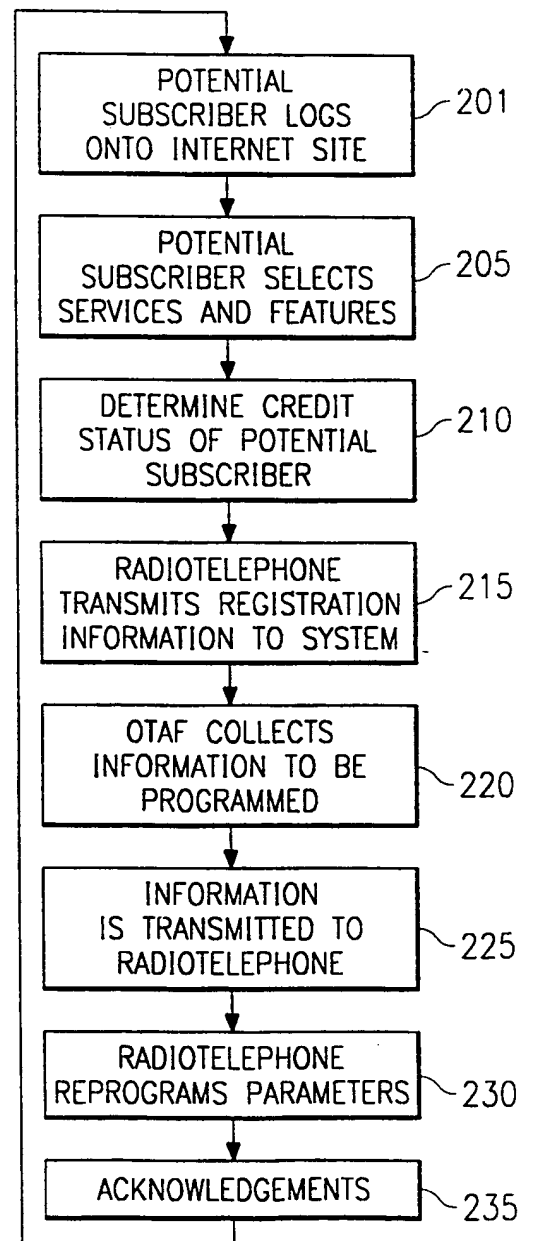 POTENTIAL
SUBSCRIBER LOGS
ONTO INTERNET SITE
201
POTENTIAL
SUBSCRIBER SELECTS
SERVICES AND FEATURES
205
DETERMINE CREDIT
STATUS OF POTENTIAL
SUBSCRIBER
210
RADIOTELEPHONE
TRANSMITS REGISTRATION
INFORMATION TO SYSTEM
215
OTAF COLLECTS
INFORMATION TO BE
PROGRAMMED
220
INFORMATION
IS TRANSMITTED TO
RADIOTELEPHONE
225
RADIOTELEPHONE
REPROGRAMS PARAMETERS
230
ACKNOWLEDGEMENTS
235